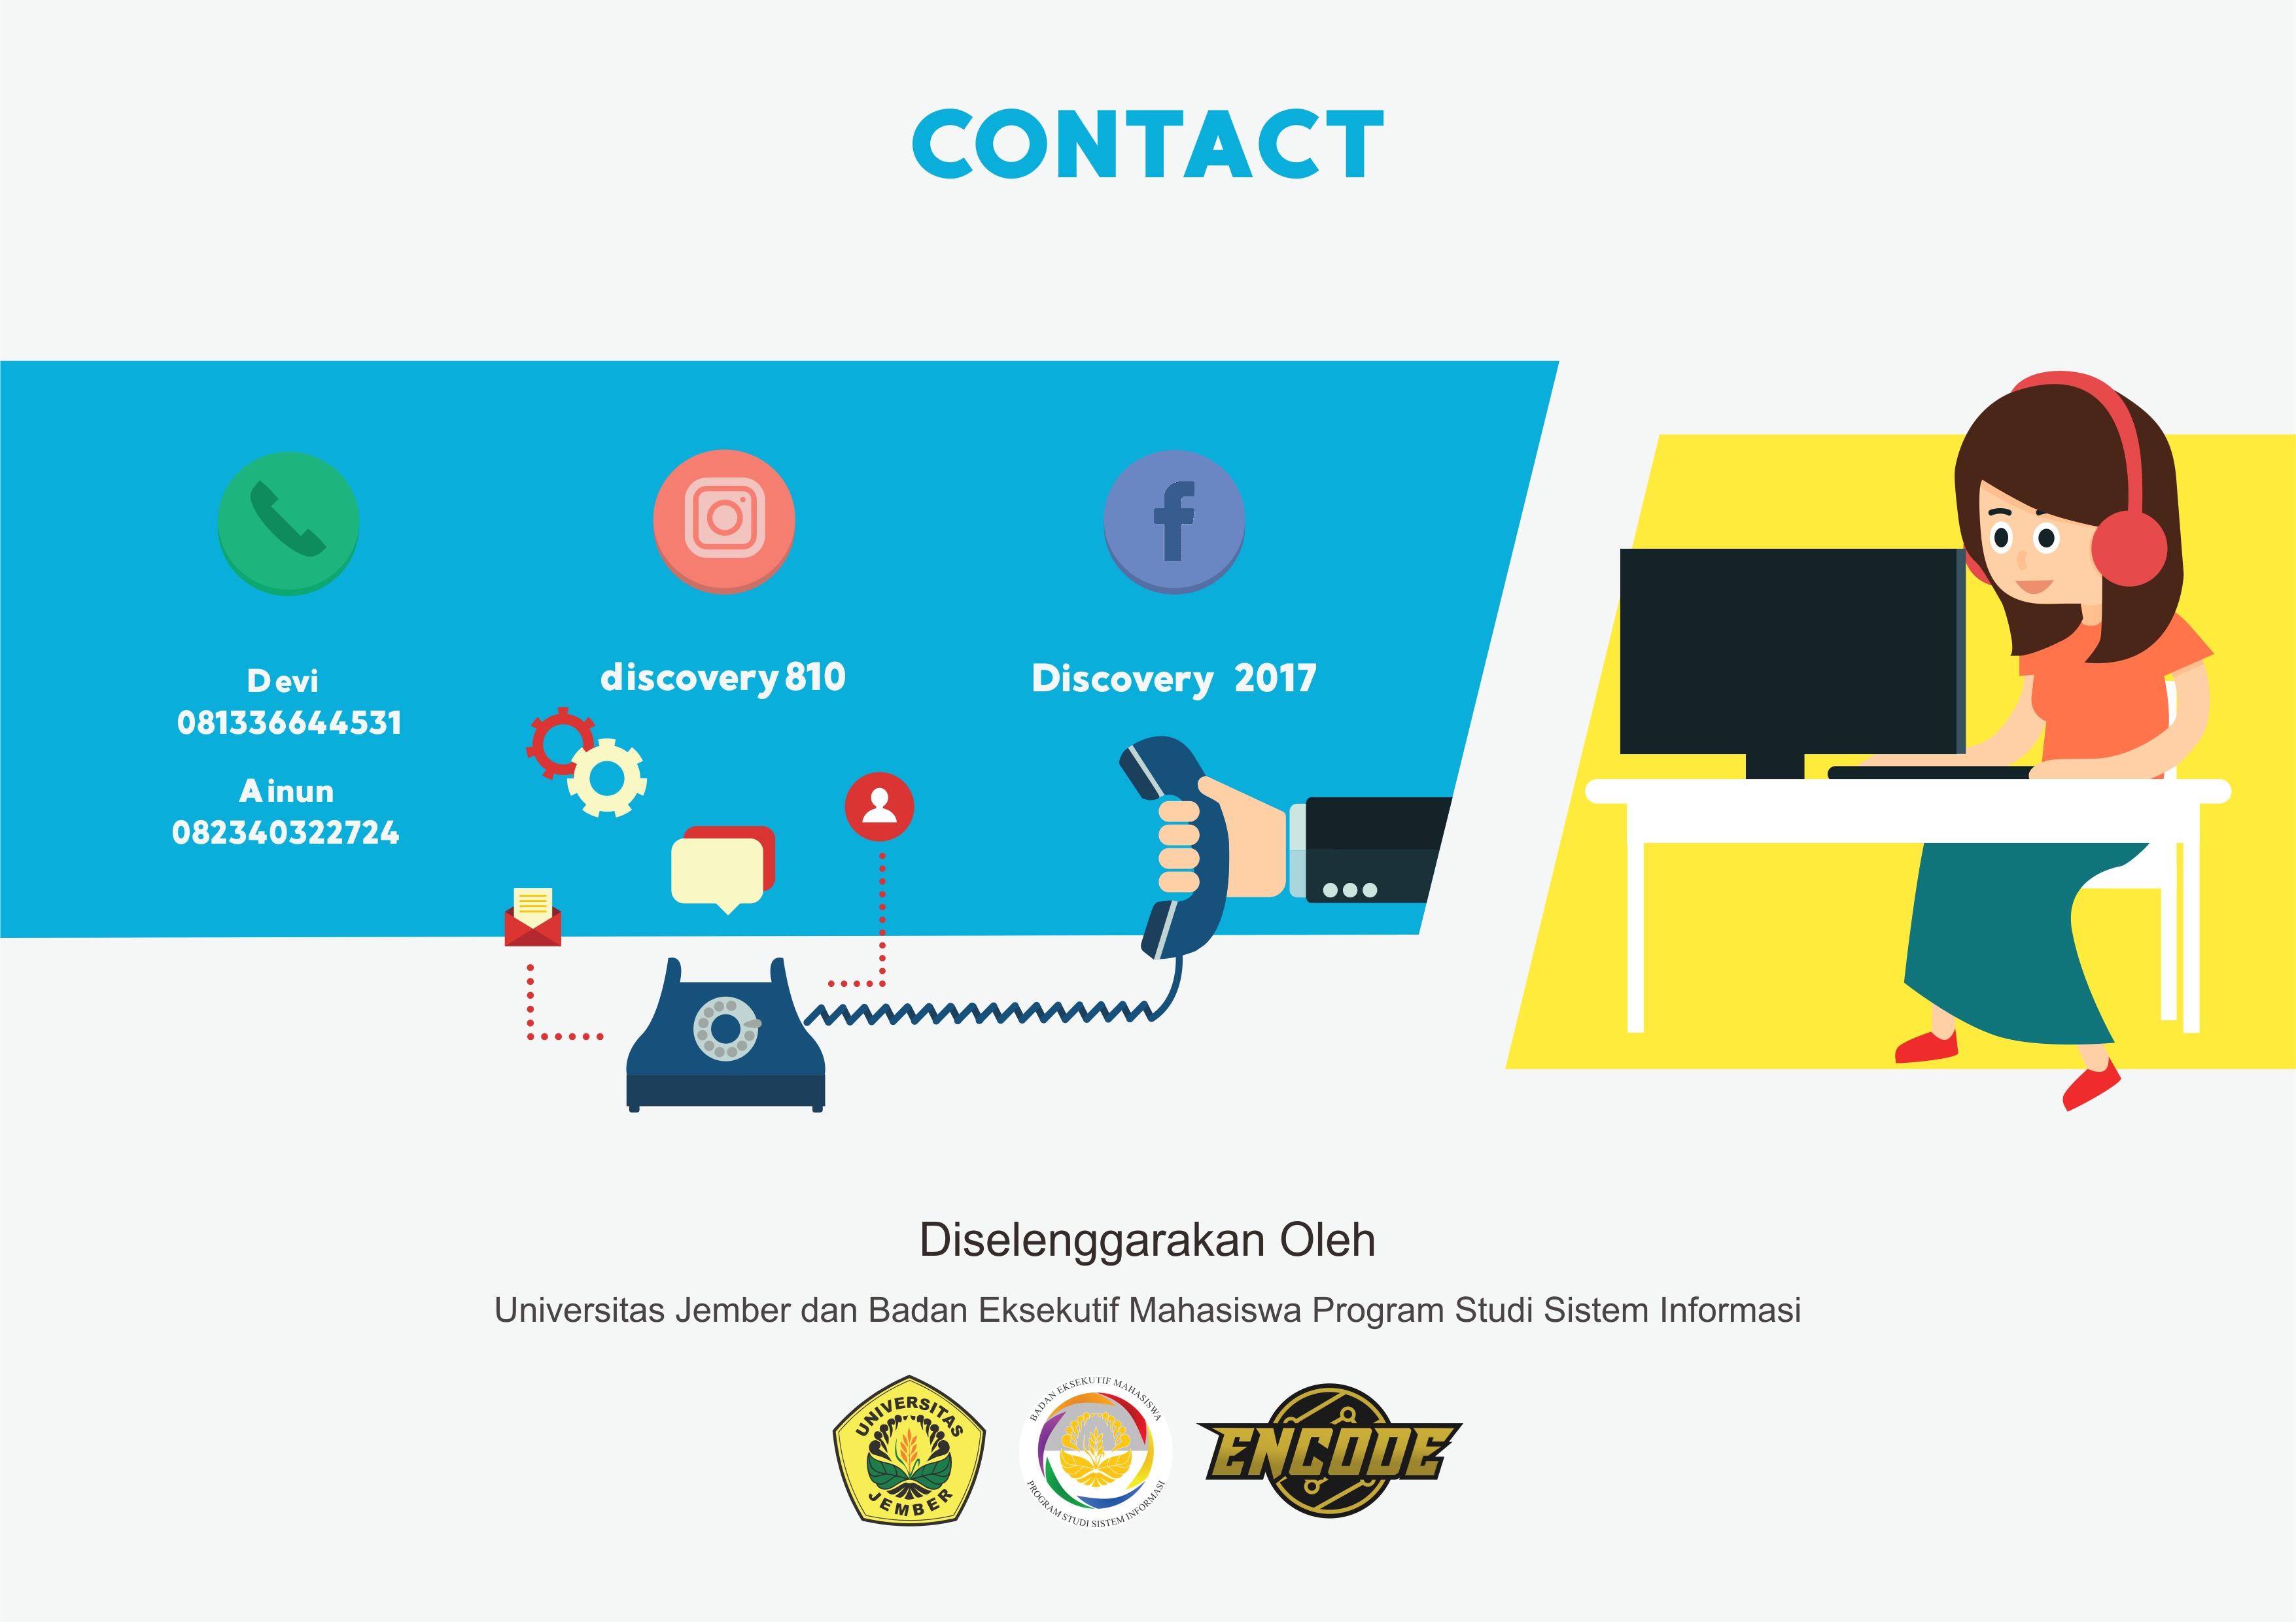 CONTACT
Devi
081336644531
Ainun
082340322724
discovery810
Discovery 2017
Diselenggarakan Oleh
Universitas Jember dan Badan Eksekutif Mahasiswa Program Studi Sistem Informasi
UNIVERSITAS
JEMBER
BADAN EKSEKUTIF MAHASISWA
PROGRAM STUDI SISTEM INFORMASI
ENCODE